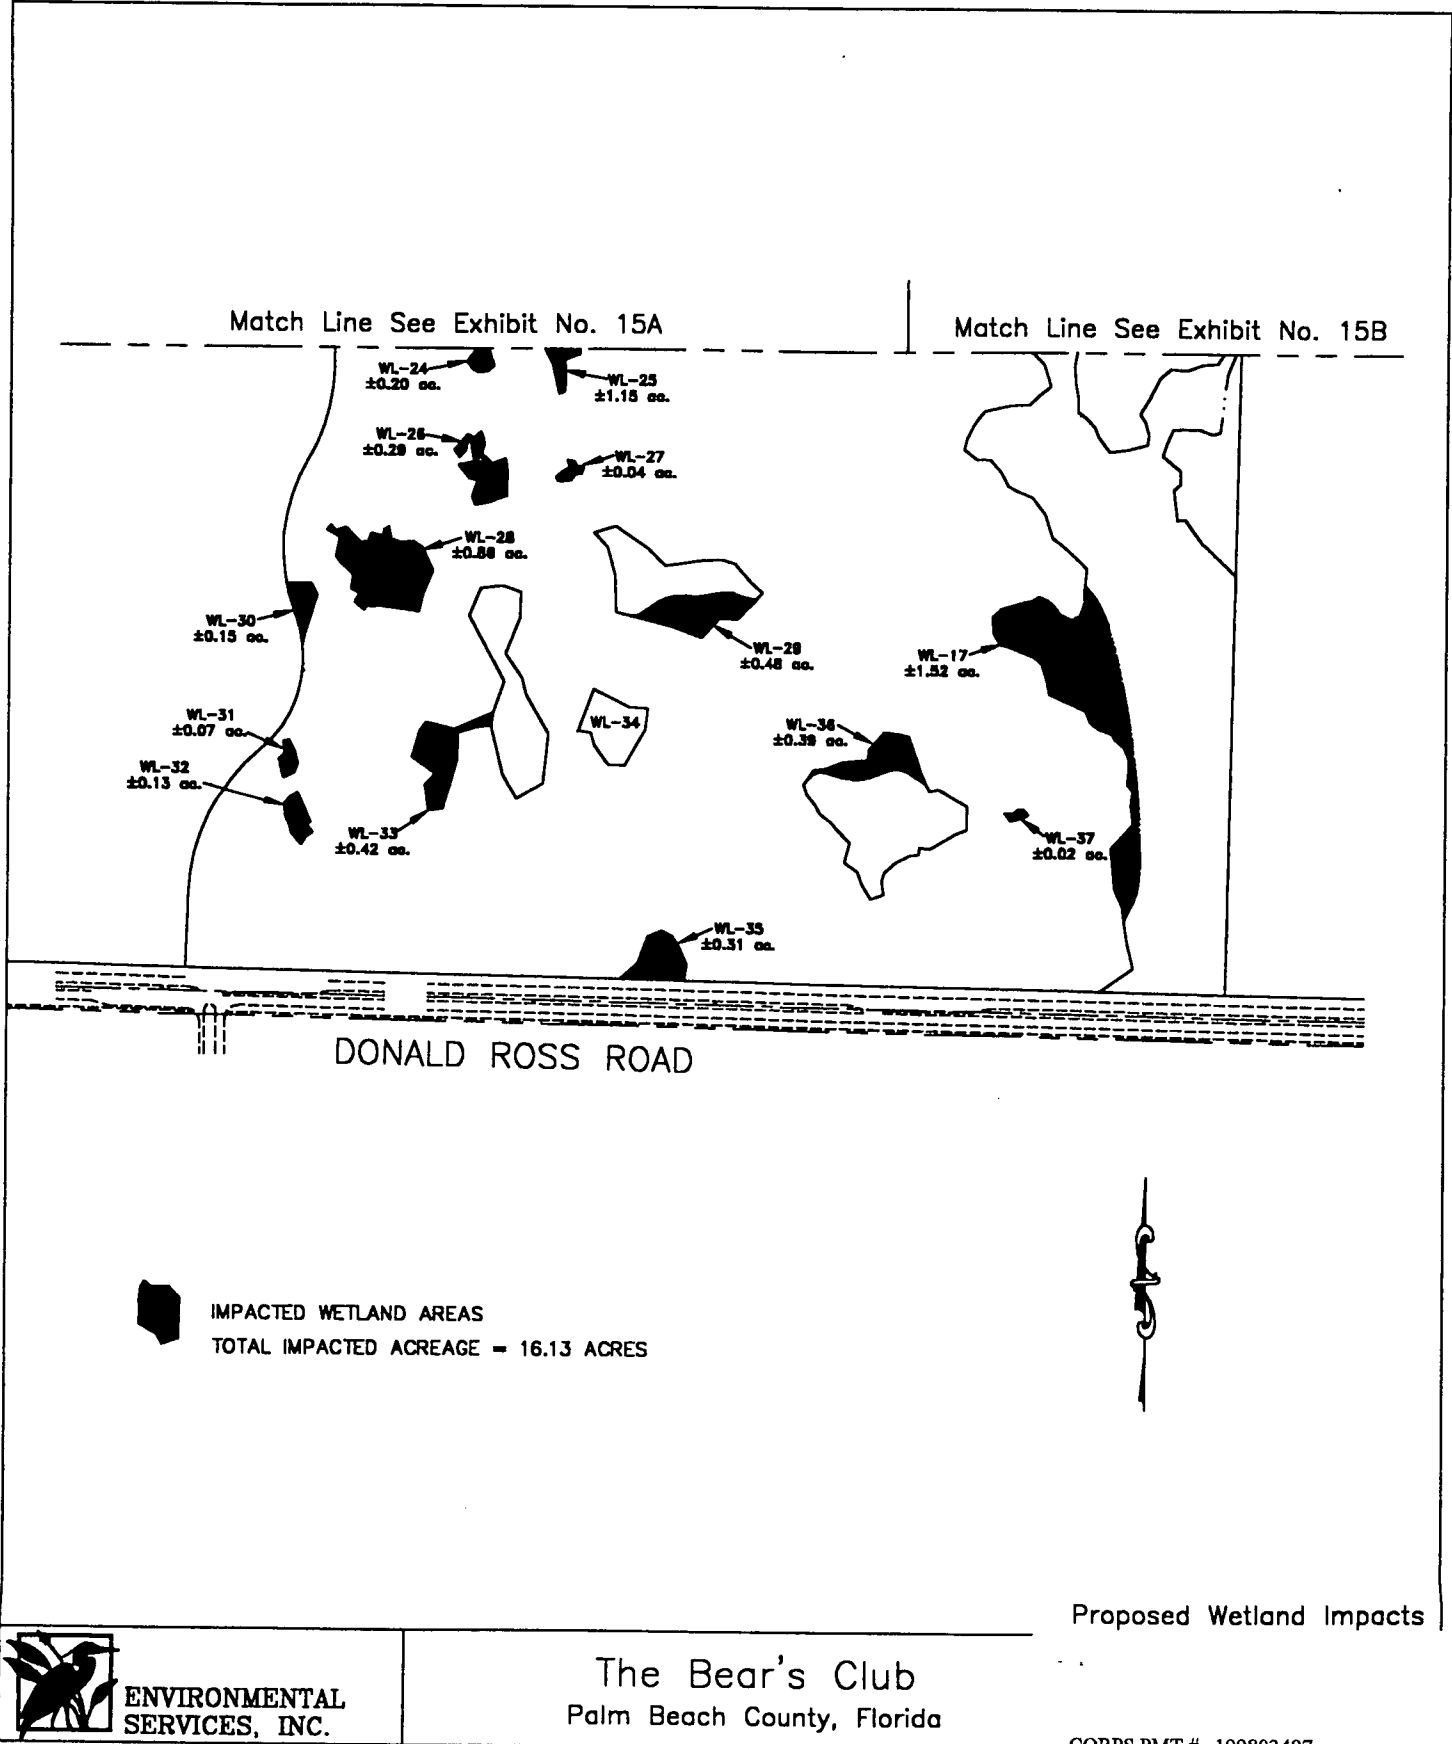 Match Line See Exhibit No. 15A
Match Line See Exhibit No. 15B
WL-24
±0.20 ac.
WL-25
±1.15 ac.
WL-26
±0.29 ac.
WL-27
±0.04 ac.
WL-28
WL-30
±0.15 ac.
WL-29
±0.48 ac.
WL-17
±1.52 ac.
WL-31
±0.07 ac.
WL-34
WL-36
±0.39 ac.
WL-32
±0.13 ac.
WL-33
±0.42 ac.
WL-37
±0.02 ac.
WL-35
±0.31 ac.
DONALD ROSS ROAD
IMPACTED WETLAND AREAS
TOTAL IMPACTED ACREAGE = 16.13 ACRES
Proposed Wetland Impacts
ENVIRONMENTAL
SERVICES, INC.
The Bear's Club
Palm Beach County, Florida